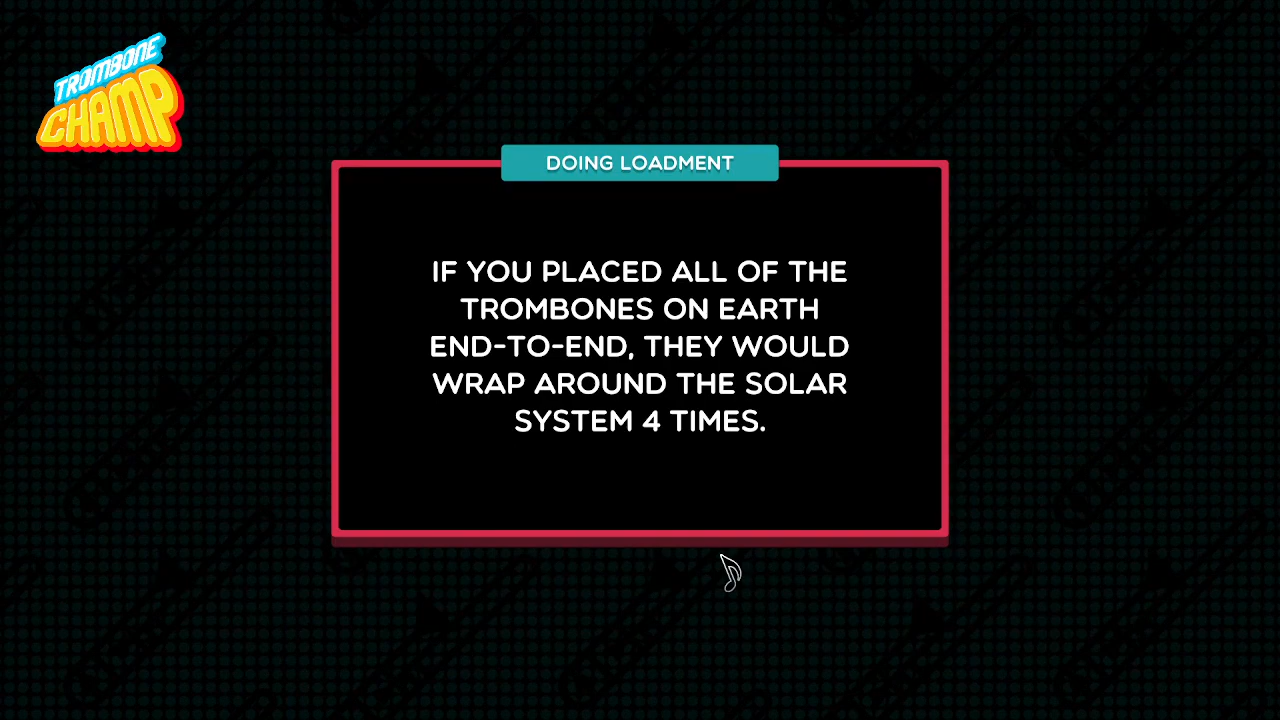 TROMBONE
CHAMP
DOING LOADMENT
IF YOU PLACED ALL OF THE
TROMBONES ON EARTH
END-TO-END, THEY WOULD
WRAP AROUND THE SOLAR
SYSTEM 4 TIMES.